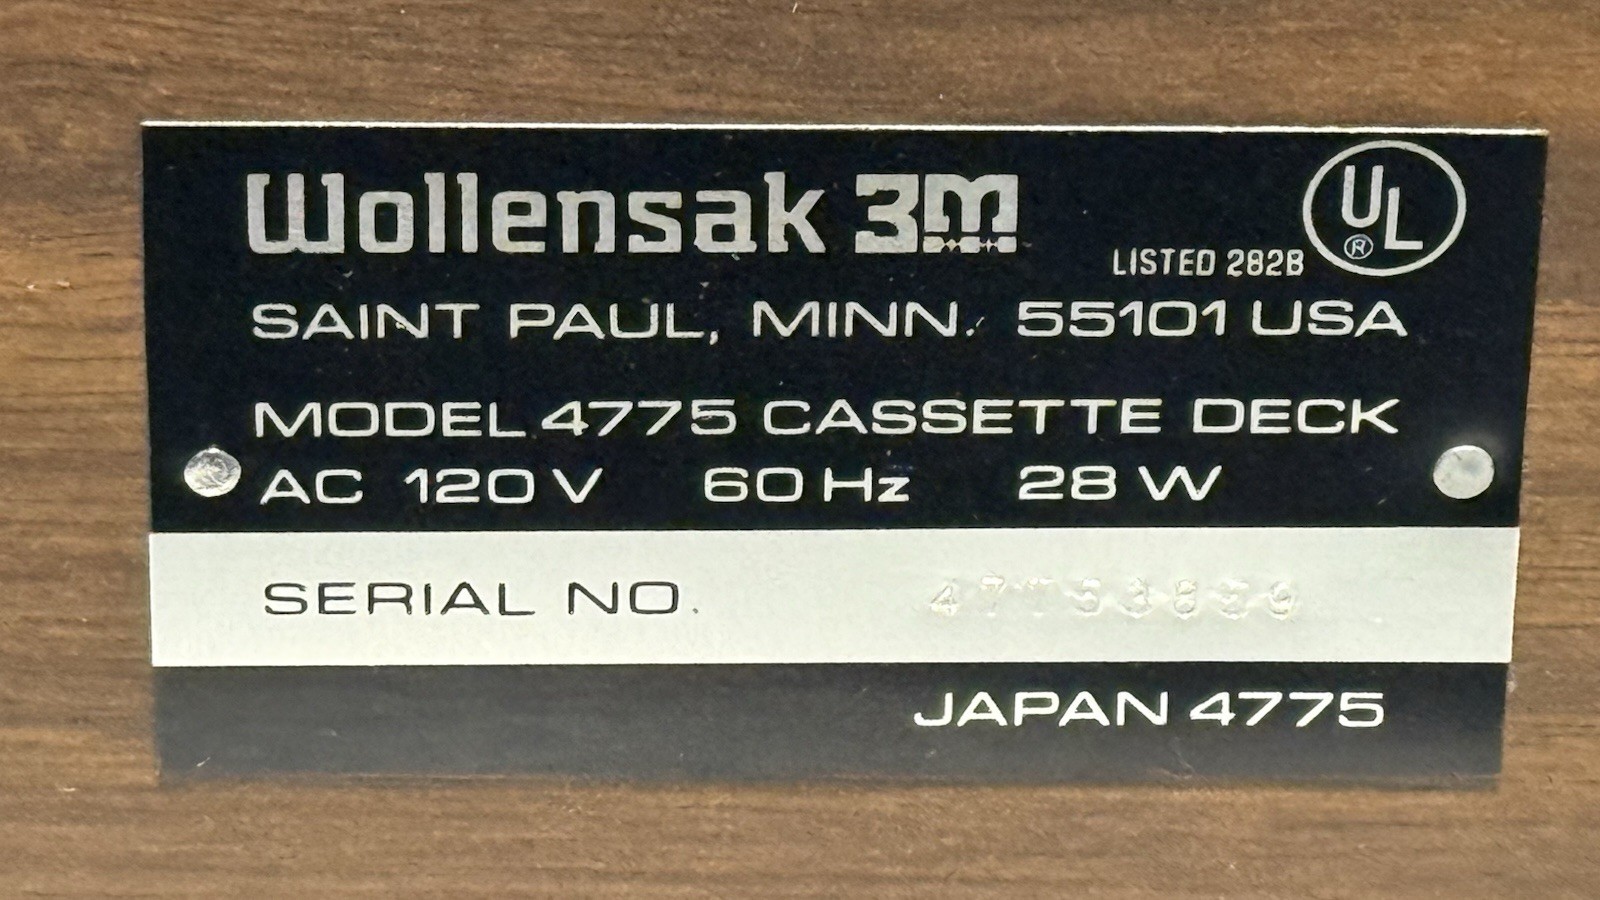 Wollensak 3M
UL
®
LISTED 282B
SAINT PAUL, MINN. 55101 USA
MODEL 4775 CASSETTE DECK
AC 120 V 60 Hz 28 W
SERIAL NO.
JAPAN 4775